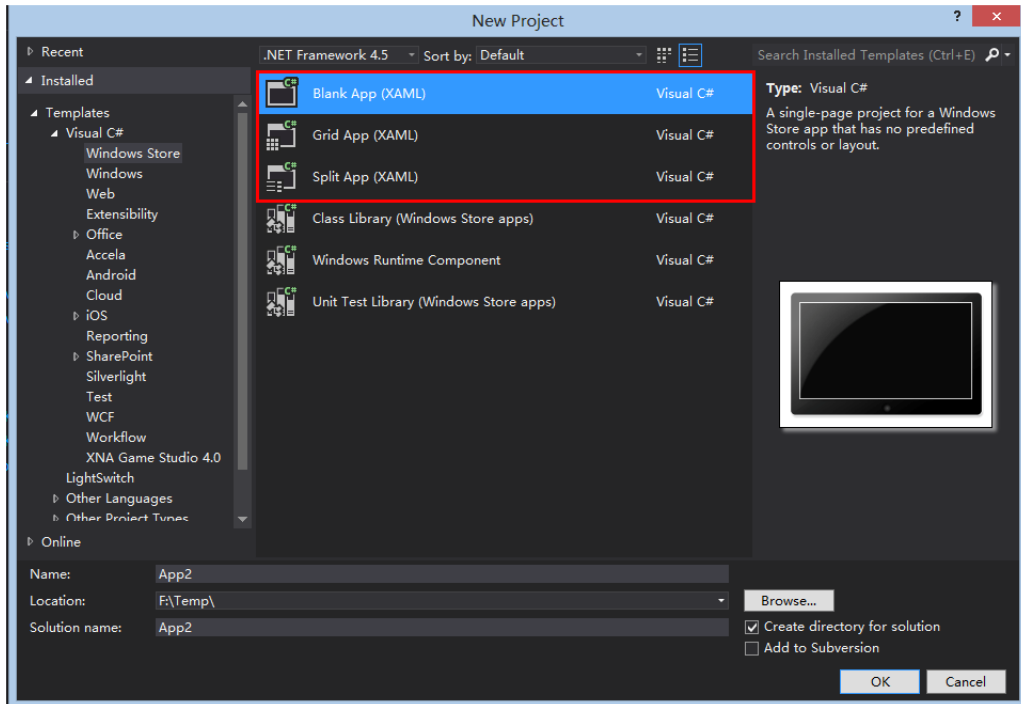 New Project
?
Recent
.NET Framework 4.5
Sort by: Default
Search Installed Templates (Ctrl+E)
Installed
Templates
Visual C#
Windows Store
Windows
Web
Extensibility
Office
Accela
Android
Cloud
iOS
Reporting
SharePoint
Silverlight
Test
WCF
Workflow
XNA Game Studio 4.0
LightSwitch
Other Languages
Other Project Types
Online
C# Blank App (XAML) Visual C#
C# Grid App (XAML) Visual C#
C# Split App (XAML) Visual C#
C# Class Library (Windows Store apps) Visual C#
C# Windows Runtime Component Visual C#
C# Unit Test Library (Windows Store apps) Visual C#
Type: Visual C#
A single-page project for a Windows
Store app that has no predefined
controls or layout.
Name: App2
Location: F:\Temp\
Browse...
Solution name: App2
Create directory for solution
Add to Subversion
OK
Cancel